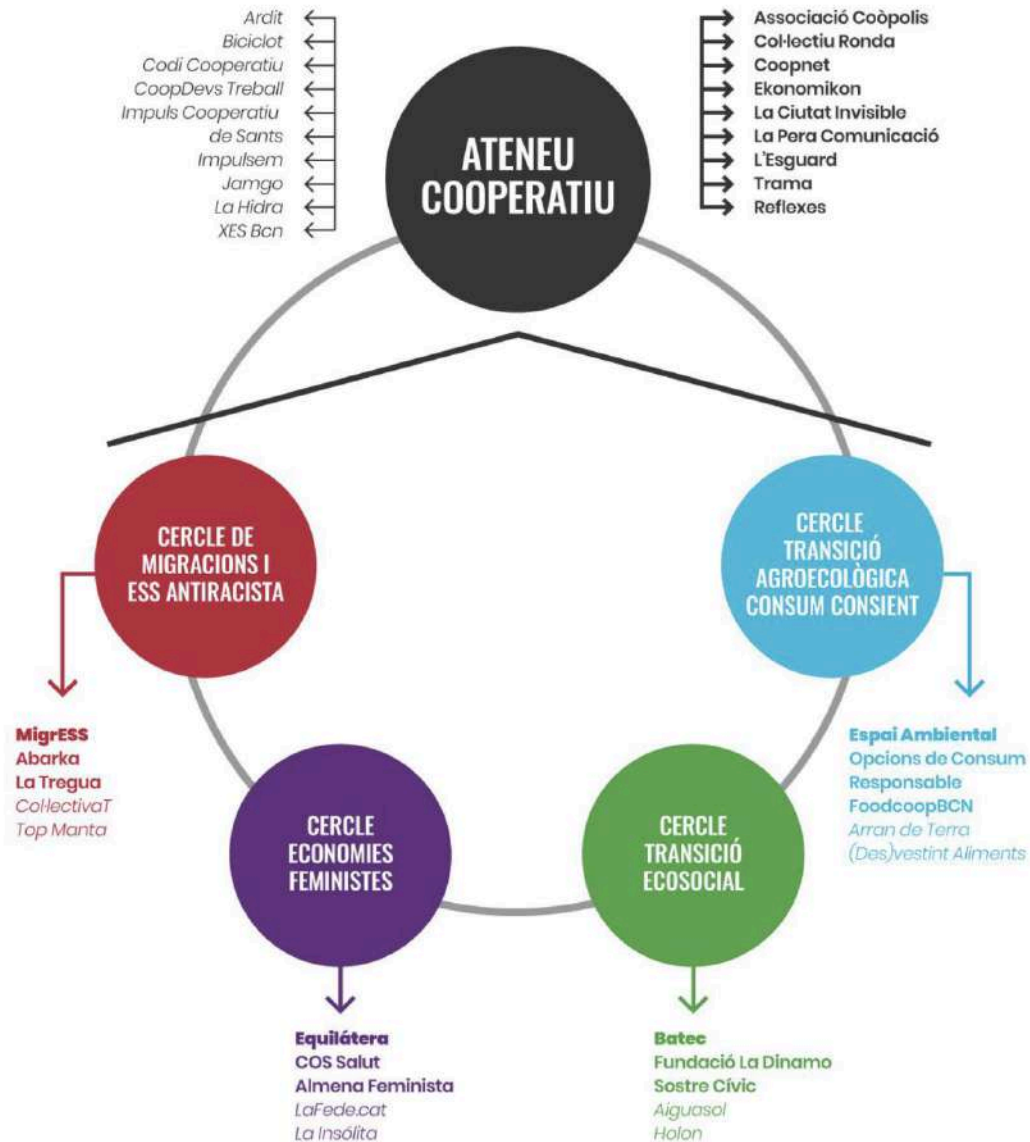 Ardit
Biciclot
Codi Cooperatiu
CoopDevs Treball
Impuls Cooperatiu
de Sants
Impulsem
Jamgo
La Hidra
XES Bcn
ATENEU
COOPERATIU
Associació Coòpolis
Col·lectiu Ronda
Coopnet
Ekonomikon
La Ciutat Invisible
La Pera Comunicació
L'Esguard
Trama
Reflexes
CERCLE DE
MIGRACIONS I
ESS ANTIRACISTA
CERCLE
TRANSICIÓ
AGROECOLÒGICA
CONSUM CONSIENT
MigrESS
Abarka
La Tregua
Col·lectivaT
Top Manta
Espai Ambiental
Opcions de Consum
Responsable
FoodcoopBCN
Arran de Terra
(Des)vestint Aliments
CERCLE
ECONOMIES
FEMINISTES
CERCLE
TRANSICIÓ
ECOSOCIAL
Equilátera
COS Salut
Almena Feminista
LaFede.cat
La Insólita
Batec
Fundació La Dinamo
Sostre Cívic
Aiguasol
Holon